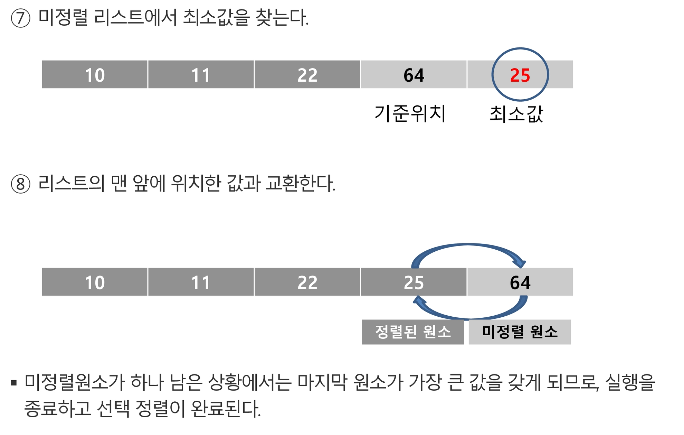 ⑦ 미정렬 리스트에서 최소값을 찾는다.
10 11 22 64 25
기준위치 최소값
⑧ 리스트의 맨 앞에 위치한 값과 교환한다.
10 11 22 25 64
정렬된 원소 미정렬 원소
▪ 미정렬원소가 하나 남은 상황에서는 마지막 원소가 가장 큰 값을 갖게 되므로, 실행을
종료하고 선택 정렬이 완료된다.